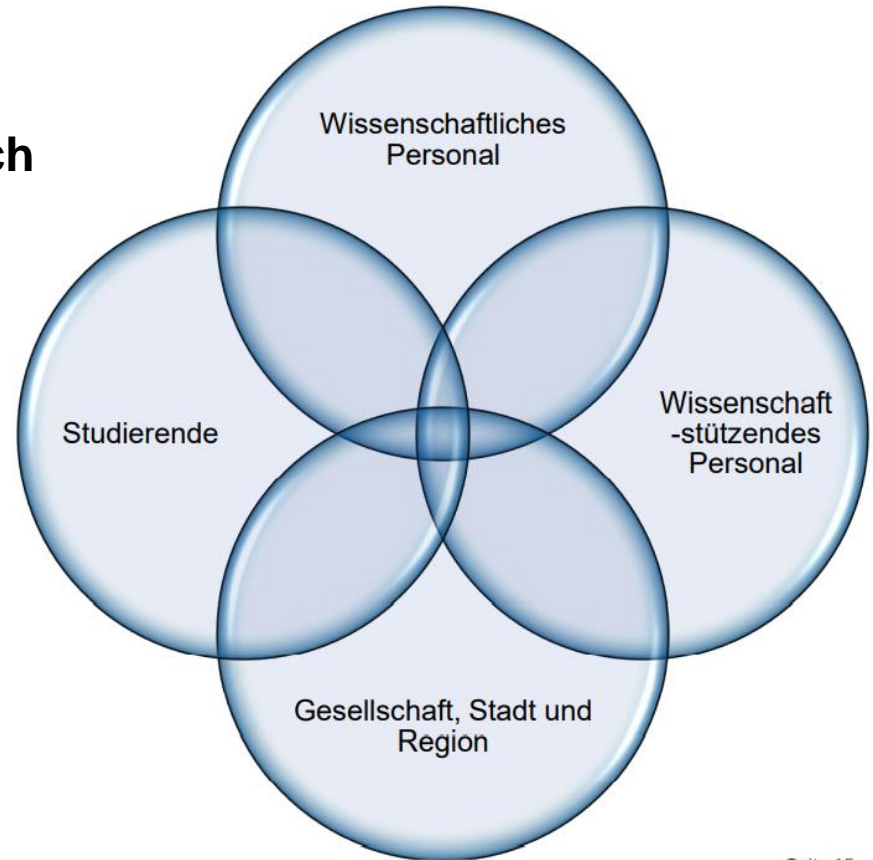 ch
Wissenschaftliches
Personal
Studierende
Wissenschaft
-stützendes
Personal
Gesellschaft, Stadt und
Region